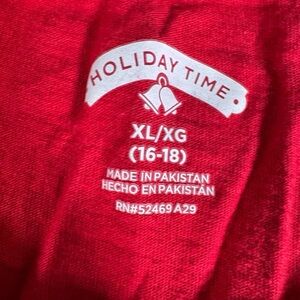 HOLIDAY TIME
XL/XG
(16-18)
MADE IN PAKISTAN
HECHO EN PAKISTÁN
RN#52469 A29